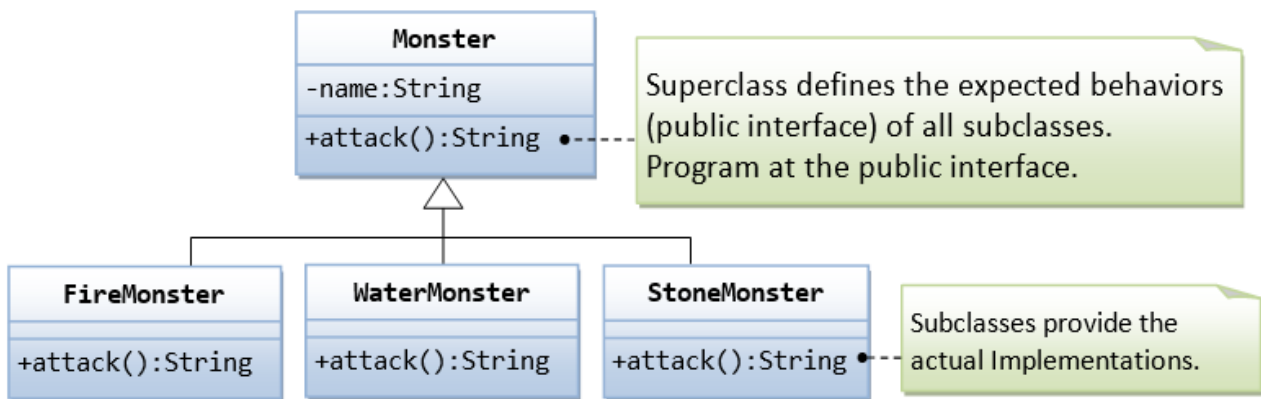 Monster
-name:String
+attack():String
Superclass defines the expected behaviors
(public interface) of all subclasses.
Program at the public interface.
FireMonster
+attack():String
WaterMonster
+attack():String
StoneMonster
+attack():String
Subclasses provide the
actual Implementations.